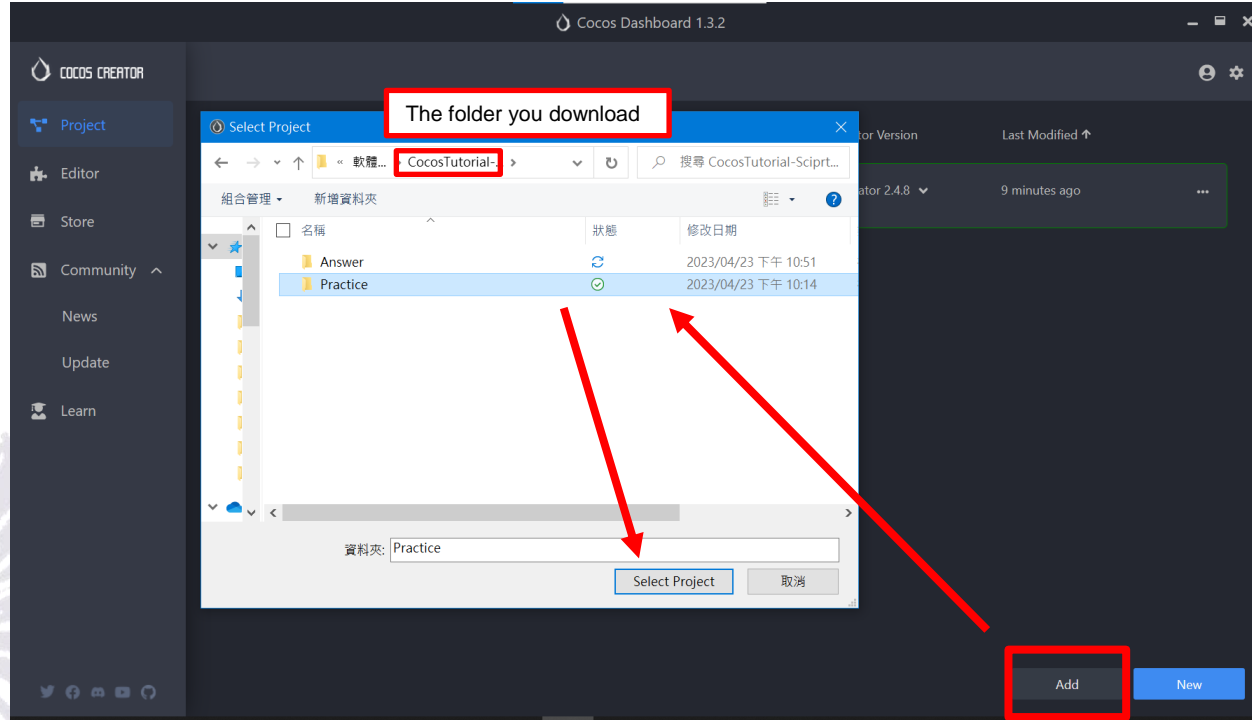 Cocos Dashboard 1.3.2
COCOS CREATOR
The folder you download
Project
Editor
Store
Community
News
Update
Learn
Select Project
tor Version
Last Modified ↑
« 軟體... › CocosTutorial-.. ›
搜尋 CocosTutorial-Sciprt...
ator 2.4.8
9 minutes ago
...
組合管理
新增資料夾
名稱
狀態
修改日期
Answer
2023/04/23 下午 10:51
Practice
2023/04/23 下午 10:14
資料夾: Practice
Select Project
取消
Add
New